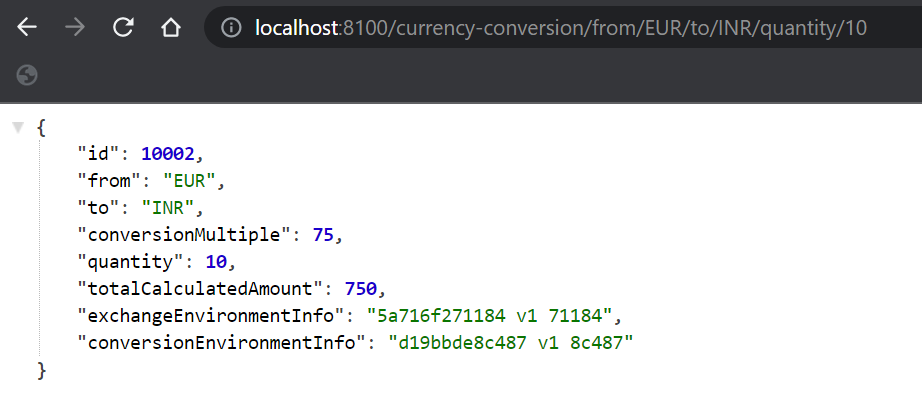 localhost:8100/currency-conversion/from/EUR/to/INR/quantity/10
{
"id": 10002,
"from": "EUR",
"to": "INR",
"conversionMultiple": 75,
"quantity": 10,
"totalCalculatedAmount": 750,
"exchangeEnvironmentInfo": "5a716f271184 v1 71184",
"conversionEnvironmentInfo": "d19bbde8c487 v1 8c487"
}